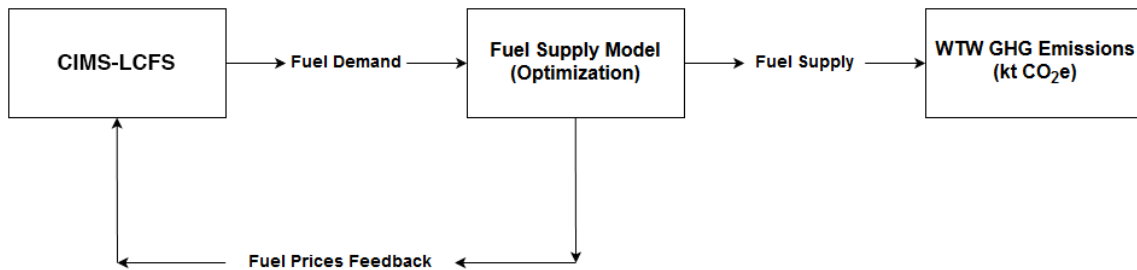 CIMS-LCFS
Fuel Demand
Fuel Supply Model
(Optimization)
Fuel Supply
WTW GHG Emissions
(kt CO₂e)
Fuel Prices Feedback